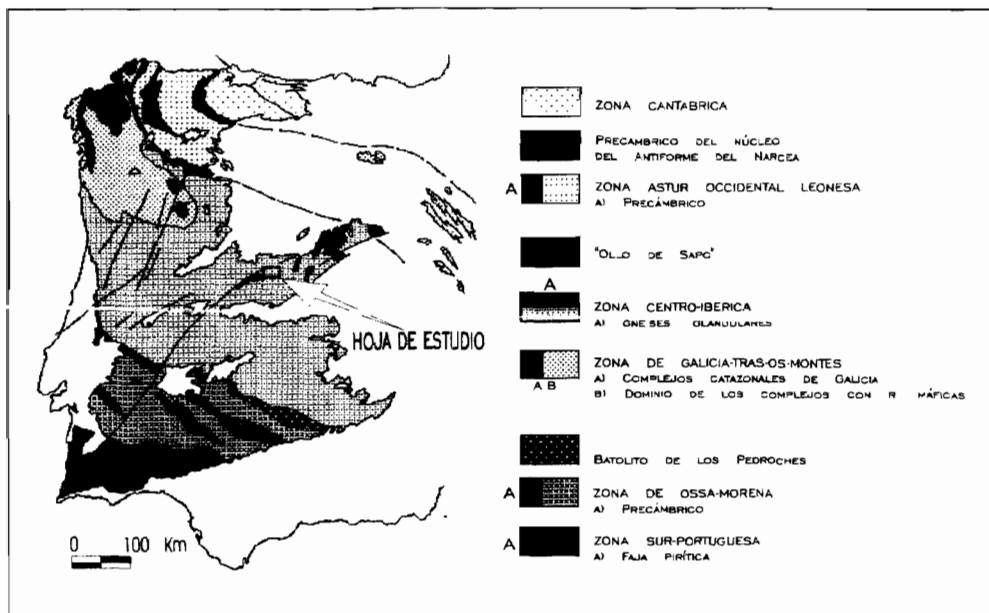 ZONA CANTABRICA
PRECAMBRICO DEL NÚCLEO
DEL ANTIFORME DEL NARCEA
A
ZONA ASTUR OCCIDENTAL LEONESA
A) PRECÁMBRICO
"OLLO DE SAPO"
A
ZONA CENTRO-IBERICA
A) GNEISES GLANDULARES
HOJA DE ESTUDIO
ZONA DE GALICIA-TRAS-OS-MONTES
A B
A) COMPLEJOS CATAZONALES DE GALICIA
B) DOMINIO DE LOS COMPLEJOS CON R MÁFICAS
BATOLITO DE LOS PEDROCHES
A
ZONA DE OSSA-MORENA
A) PRECÁMBRICO
A
ZONA SUR-PORTUGUESA
A) FAJA PIRÍTICA
0 100 Km